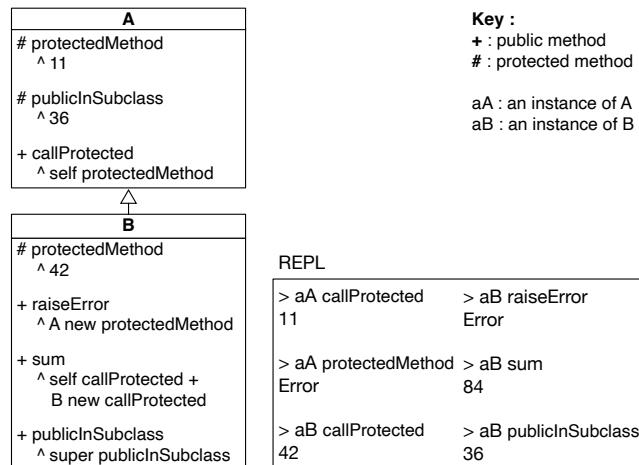 A
# protectedMethod
^ 11
# publicInSubclass
^ 36
+ callProtected
^ self protectedMethod
B
# protectedMethod
^ 42
+ raiseError
^ A new protectedMethod
+ sum
^ self callProtected +
B new callProtected
+ publicInSubclass
^ super publicInSubclass
Key :
+ : public method
# : protected method
aA : an instance of A
aB : an instance of B
REPL
> aA callProtected
11
> aA protectedMethod
Error
> aB callProtected
42
> aB raiseError
Error
> aB sum
84
> aB publicInSubclass
36